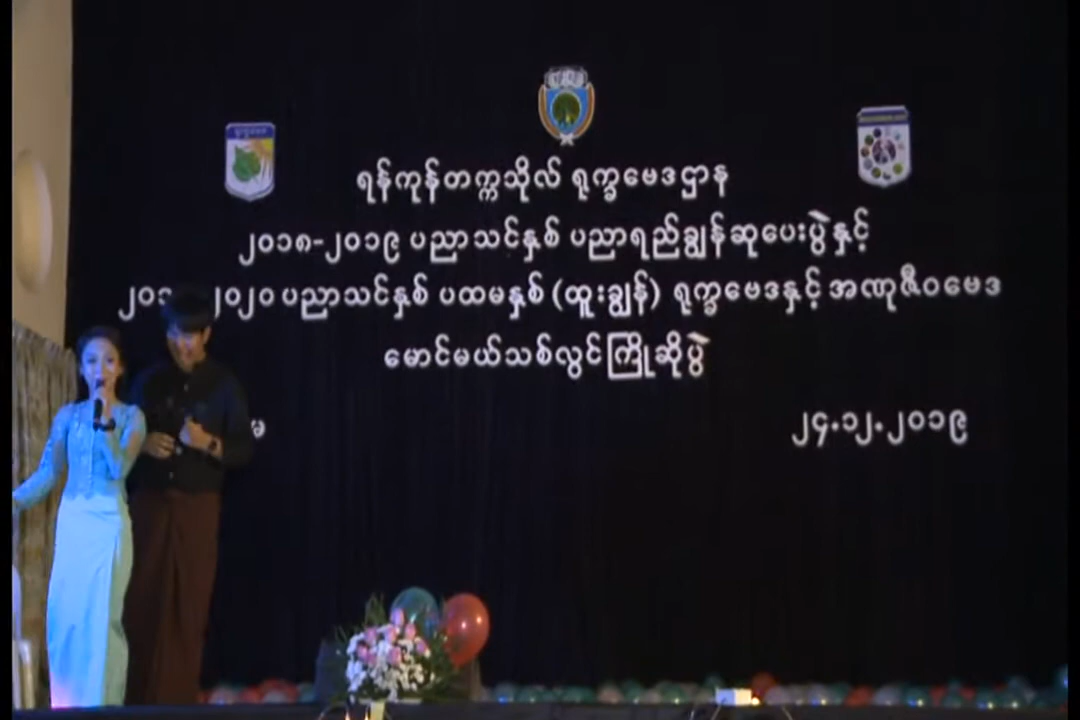 ရန်ကုန်တက္ကသိုလ် ရုက္ခဗေဒဌာန
၂၀၁၈-၂၀၁၉ ပညာသင်နှစ် ပညာရည်ချွန်ဆုပေးပွဲနှင့်
၂၀၂၀ ပညာသင်နှစ် ပထမနှစ် (ထူးချွန်) ရုက္ခဗေဒနှင့် အဏုဇီဝဗေဒ
မောင်မယ်သစ်လွင်ကြိုဆိုပွဲ
၂၄.၁၂.၂၀၁၉